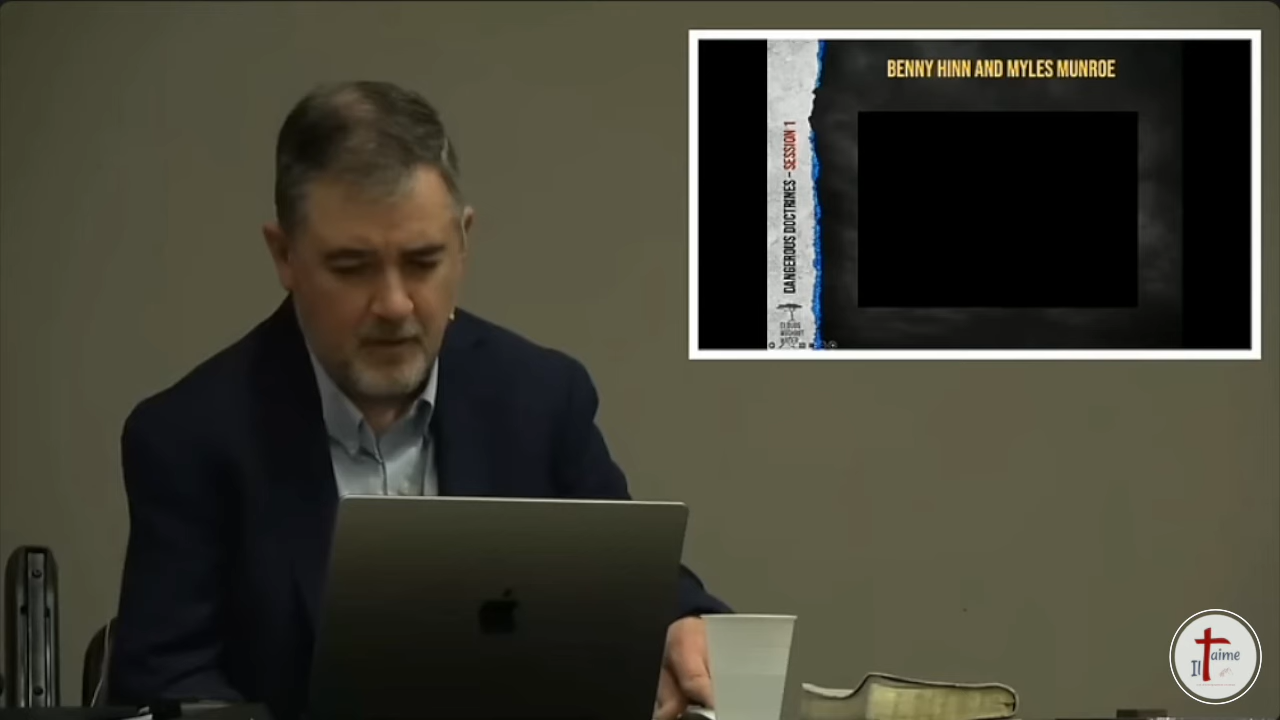 BENNY HINN AND MYLES MUNROE
DANGEROUS DOCTRINES - SESSION 1
CLOUDS
WITHOUT
WATER
Il t aime